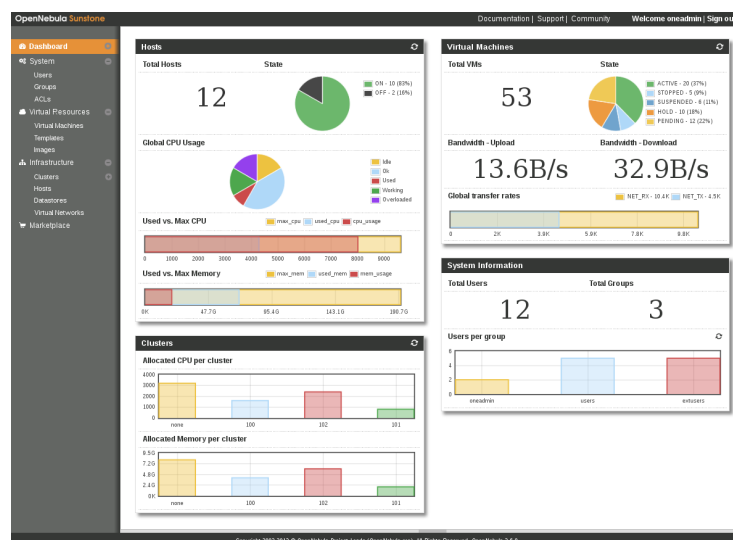 OpenNebula Sunstone
Documentation | Support | Community
Welcome oneadmin | Sign ou
Dashboard
System
Users
Groups
ACLs
Virtual Resources
Virtual Machines
Templates
Images
Infrastructure
Clusters
Hosts
Datastores
Virtual Networks
Marketplace
Hosts
Total Hosts State
12
ON - 10 (83%)
OFF - 2 (16%)
Global CPU Usage
Idle
Ok
Used
Working
Overloaded
Used vs. Max CPU
max_cpu used_cpu cpu_usage
0 1000 2000 3000 4000 5000 6000 7000 8000 9000
Used vs. Max Memory
max_mem used_mem mem_usage
0K 47.7G 95.4G 143.1G 190.7G
Clusters
Allocated CPU per cluster
4000
3000
2000
1000
0
none 100 102 101
Allocated Memory per cluster
9.5G
7.2G
4.8G
2.4G
0K
none 100 102 101
Virtual Machines
Total VMs State
53
ACTIVE - 20 (37%)
STOPPED - 5 (9%)
SUSPENDED - 6 (11%)
HOLD - 10 (18%)
PENDING - 12 (22%)
Bandwidth - Upload Bandwidth - Download
13.6B/s 32.9B/s
Global transfer rates
NET_RX - 10.4K NET_TX - 4.5K
0 2K 3.9K 5.9K 7.8K 9.8K
System Information
Total Users Total Groups
12 3
Users per group
6
4
2
0
oneadmin users extusers